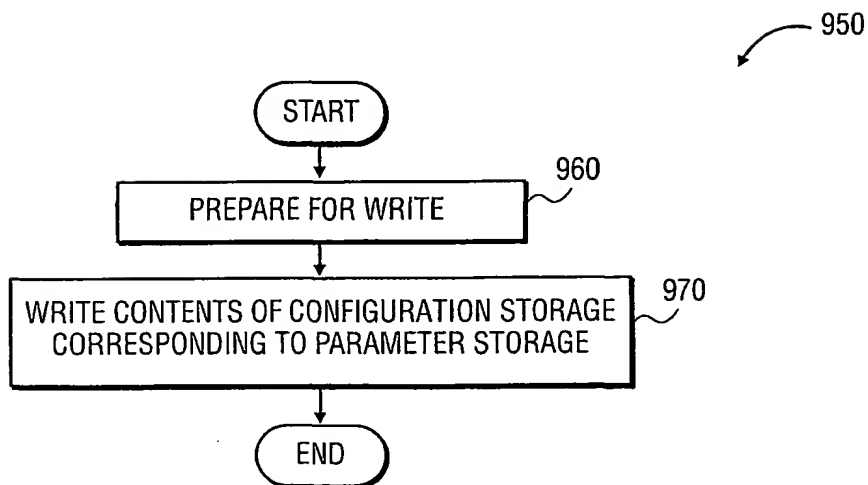 950
START
960
PREPARE FOR WRITE
970
WRITE CONTENTS OF CONFIGURATION STORAGE
CORRESPONDING TO PARAMETER STORAGE
END